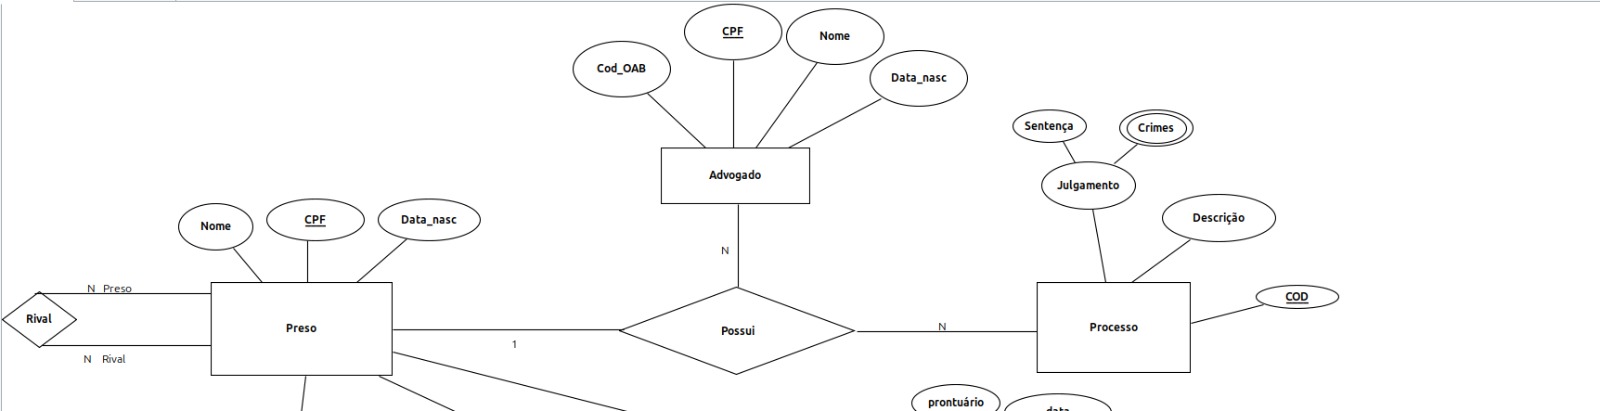 CPF
Nome
Cod_OAB
Data_nasc
Sentença
Crimes
Advogado
Julgamento
Nome
CPF
Data_nasc
Descrição
N
N Preso
COD
Rival
Preso
Possui
N
Processo
1
N Rival
prontuário
data